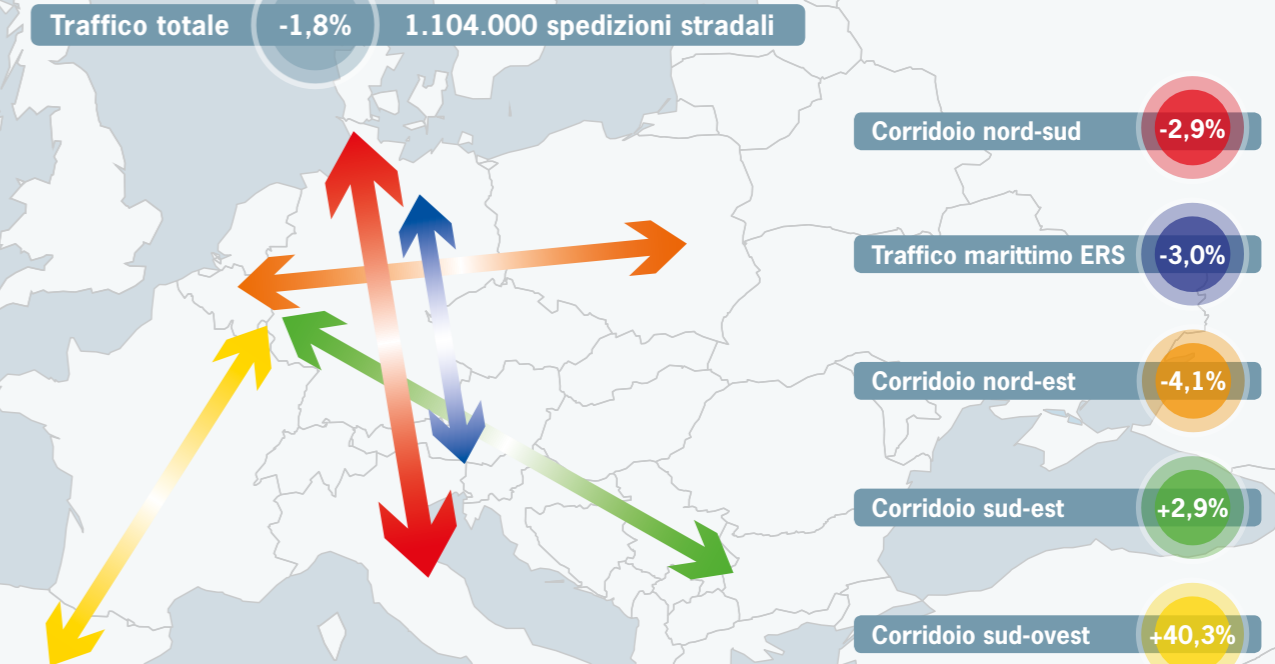 Traffico totale -1,8% 1.104.000 spedizioni stradali
Corridoio nord-sud -2,9%
Traffico marittimo ERS -3,0%
Corridoio nord-est -4,1%
Corridoio sud-est +2,9%
Corridoio sud-ovest +40,3%